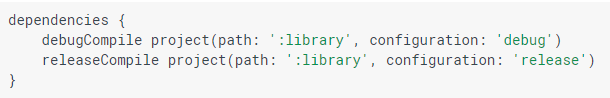 dependencies {
    debugCompile project(path: ':library', configuration: 'debug')
    releaseCompile project(path: ':library', configuration: 'release')
}